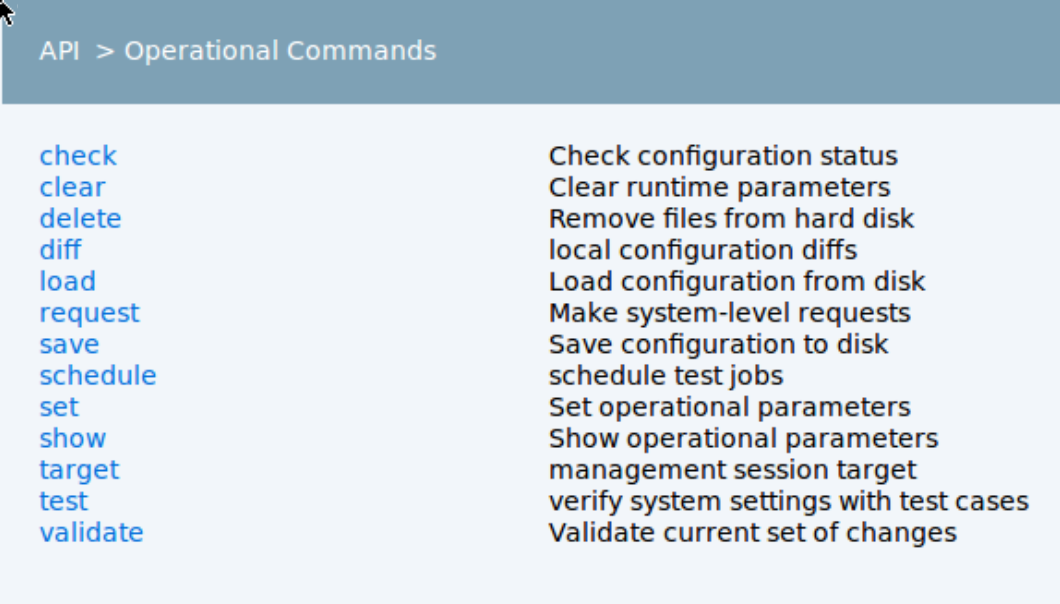 API > Operational Commands
check Check configuration status
clear Clear runtime parameters
delete Remove files from hard disk
diff local configuration diffs
load Load configuration from disk
request Make system-level requests
save Save configuration to disk
schedule schedule test jobs
set Set operational parameters
show Show operational parameters
target management session target
test verify system settings with test cases
validate Validate current set of changes